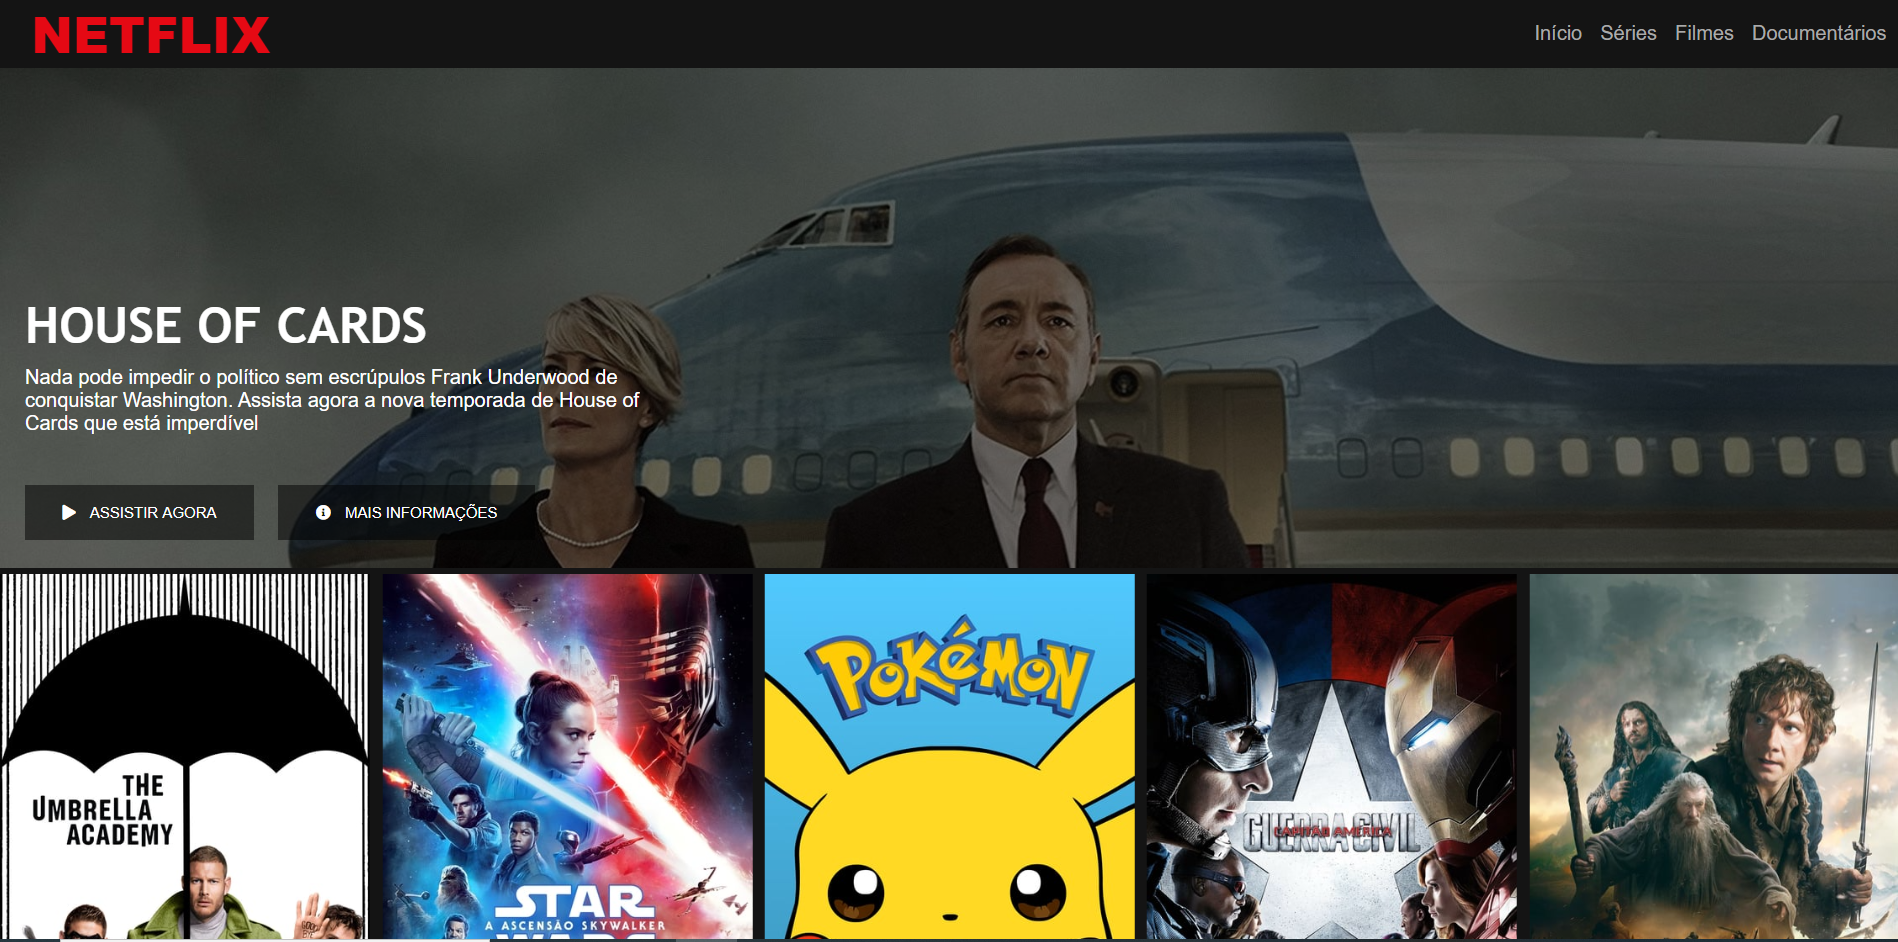 NETFLIX
Início Séries Filmes Documentários
HOUSE OF CARDS
Nada pode impedir o político sem escrúpulos Frank Underwood de
conquistar Washington. Assista agora a nova temporada de House of
Cards que está imperdível
ASSISTIR AGORA
MAIS INFORMAÇÕES
THE
UMBRELLA
ACADEMY
STAR
A ASCENSÃO SKYWALKER
WARS
POKéMON
CAPITÃO AMÉRICA
GUERRA CIVIL